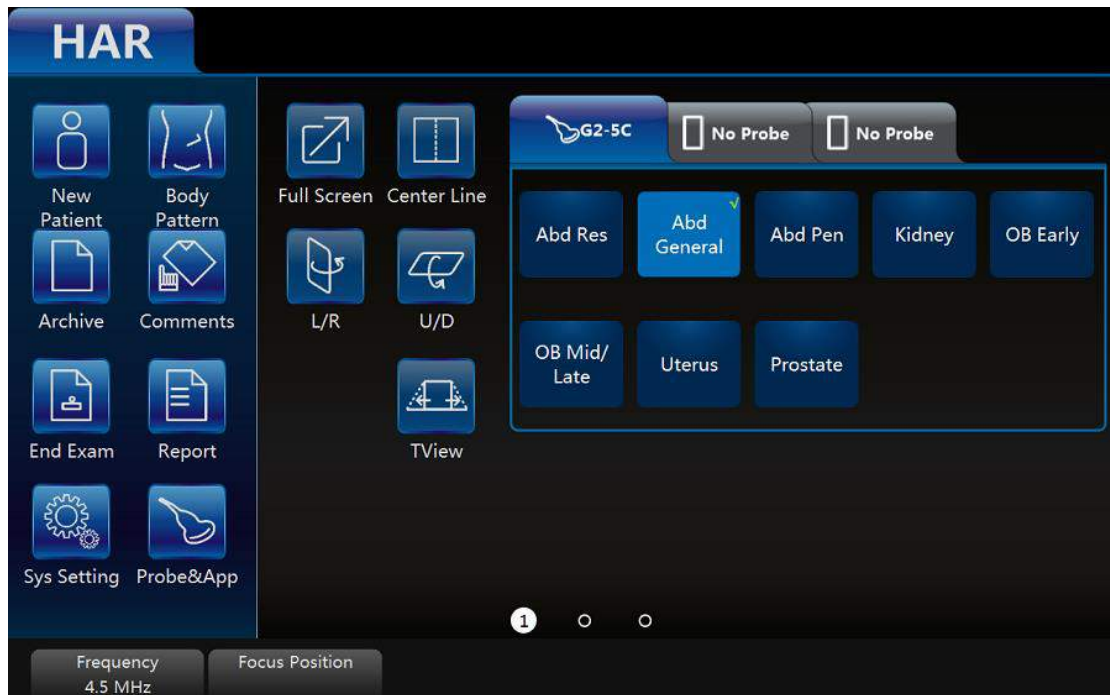 HAR
New
Patient
Body
Pattern
Archive
Comments
End Exam
Report
Sys Setting
Probe&App
Full Screen
Center Line
L/R
U/D
TView
G2-5C
No Probe
No Probe
Abd Res
Abd
General
Abd Pen
Kidney
OB Early
OB Mid/
Late
Uterus
Prostate
1
Frequency
4.5 MHz
Focus Position